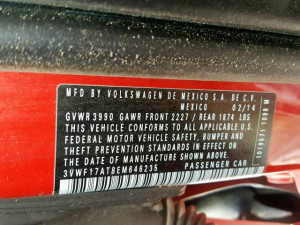 MFD BY VOLKSWAGEN DE MEXICO S.A. DE C.V.
MEXICO 02/14
GVWR3990 GAWR FRONT 2227 / REAR 1874 LBS
THIS VEHICLE CONFORMS TO ALL APPLICABLE U.S.
FEDERAL MOTOR VEHICLE SAFETY, BUMPER AND
THEFT PREVENTION STANDARDS IN EFFECT
ON THE DATE OF MANUFACTURE SHOWN ABOVE
3VWF17AT8EM646235
PASSENGER CAR